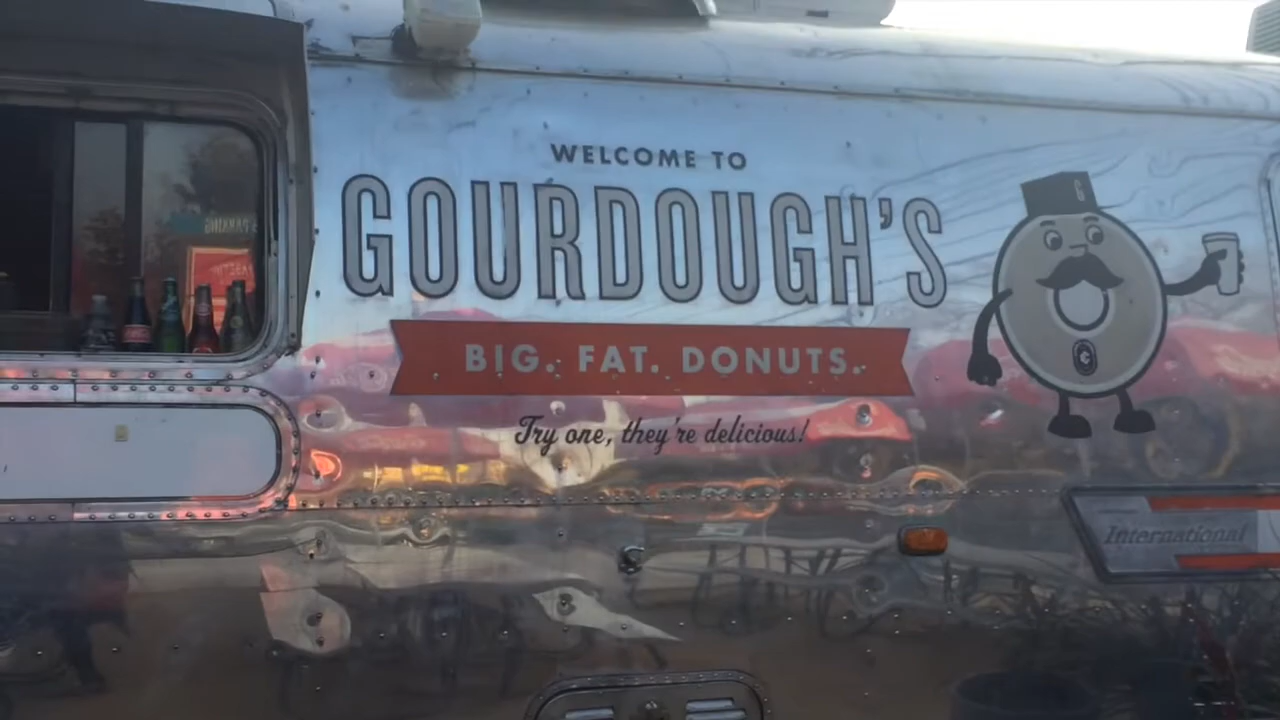 WELCOME TO
GOURDOUGH'S
BIG. FAT. DONUTS.
Try one, they're delicious!
International